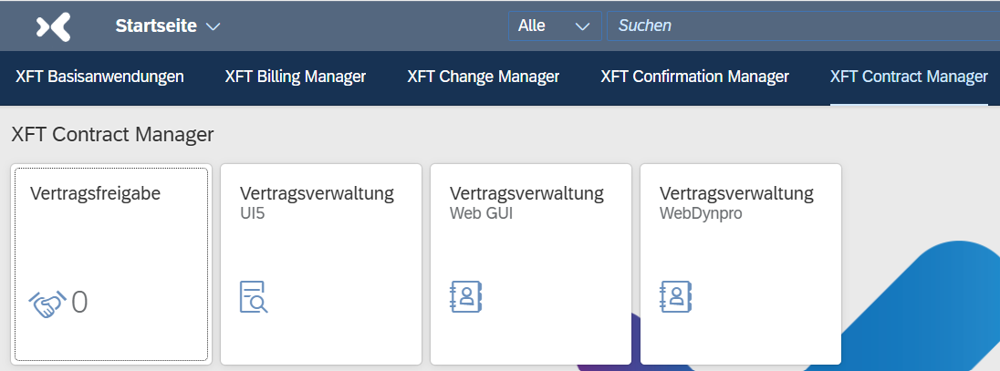 Startseite
Alle
Suchen
XFT Basisanwendungen
XFT Billing Manager
XFT Change Manager
XFT Confirmation Manager
XFT Contract Manager
XFT Contract Manager
Vertragsfreigabe
0
Vertragsverwaltung
UI5
Vertragsverwaltung
Web GUI
Vertragsverwaltung
WebDynpro